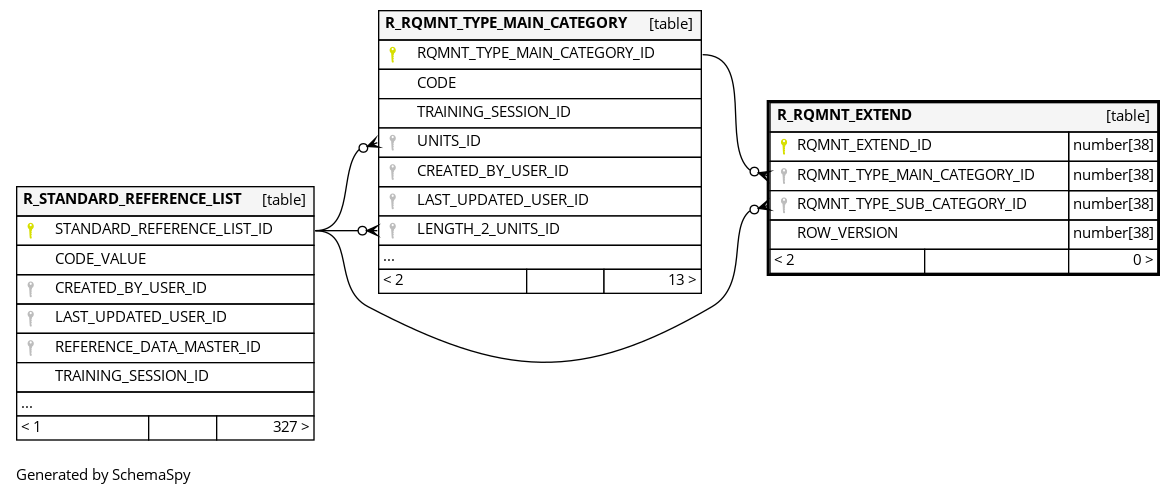 R_RQMNT_TYPE_MAIN_CATEGORY [table]
RQMNT_TYPE_MAIN_CATEGORY_ID
CODE
TRAINING_SESSION_ID
UNITS_ID
CREATED_BY_USER_ID
LAST_UPDATED_USER_ID
LENGTH_2_UNITS_ID
...
< 2 13 >
R_RQMNT_EXTEND [table]
RQMNT_EXTEND_ID number[38]
RQMNT_TYPE_MAIN_CATEGORY_ID number[38]
RQMNT_TYPE_SUB_CATEGORY_ID number[38]
ROW_VERSION number[38]
< 2 0 >
R_STANDARD_REFERENCE_LIST [table]
STANDARD_REFERENCE_LIST_ID
CODE_VALUE
CREATED_BY_USER_ID
LAST_UPDATED_USER_ID
REFERENCE_DATA_MASTER_ID
TRAINING_SESSION_ID
...
< 1 327 >
Generated by SchemaSpy